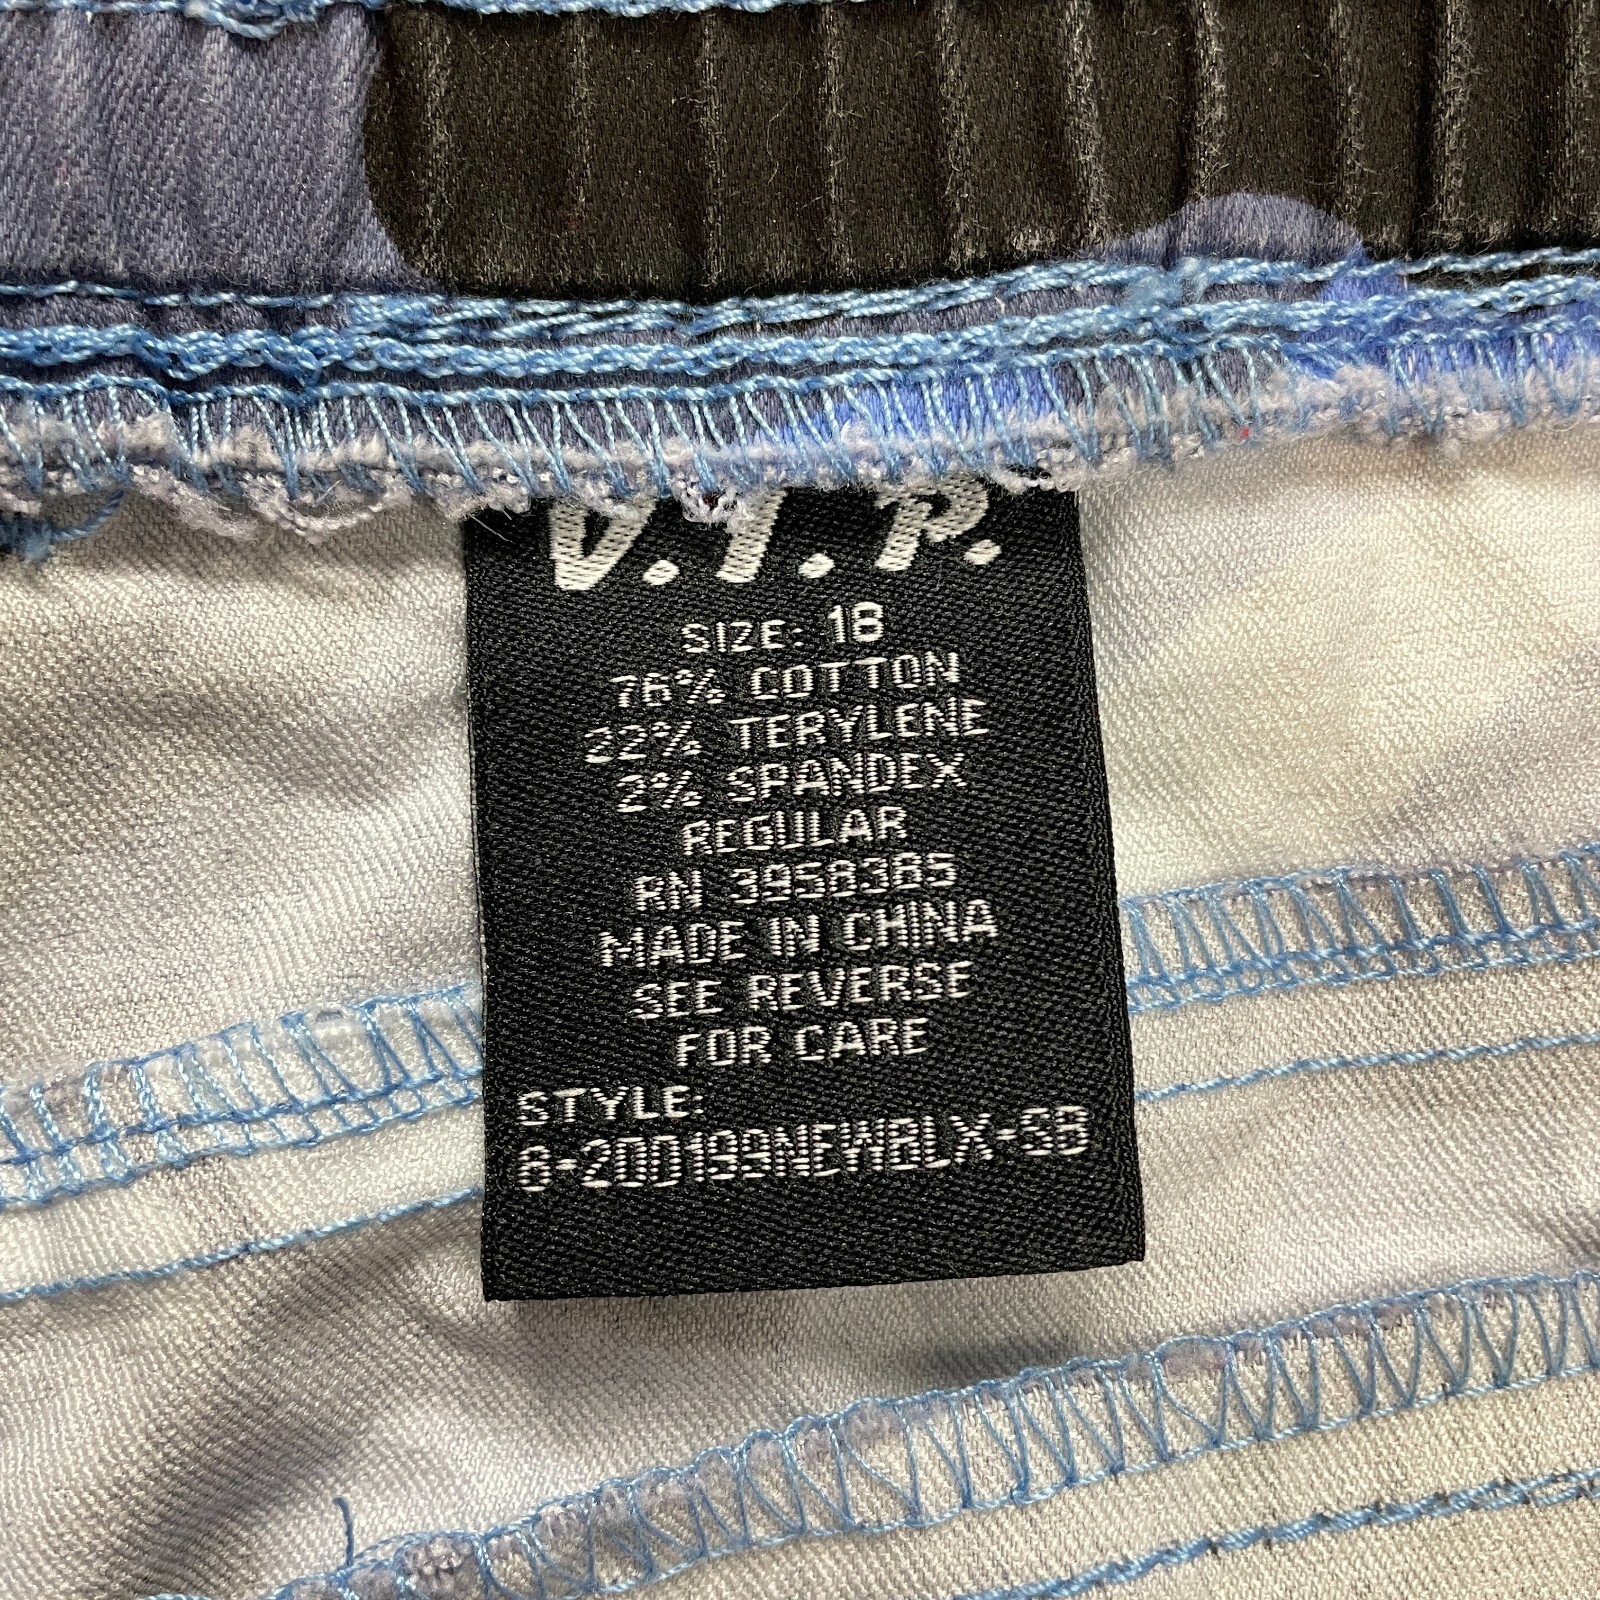 V.I.P.
SIZE: 18
76% COTTON
22% TERYLENE
2% SPANDEX
REGULAR
RN 3958385
MADE IN CHINA
SEE REVERSE
FOR CARE
STYLE:
6-200199NEWBLX-SB